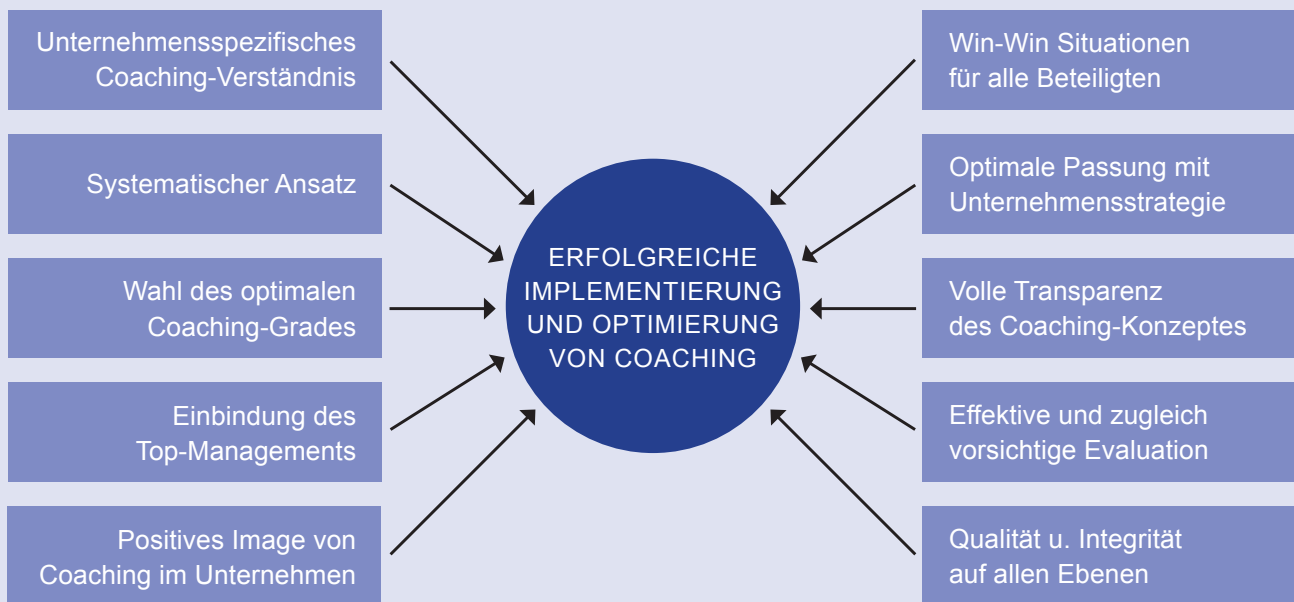 Unternehmensspezifisches
Coaching-Verständnis
Systematischer Ansatz
Wahl des optimalen
Coaching-Grades
Einbindung des
Top-Managements
Positives Image von
Coaching im Unternehmen
ERFOLGREICHE
IMPLEMENTIERUNG
UND OPTIMIERUNG
VON COACHING
Win-Win Situationen
für alle Beteiligten
Optimale Passung mit
Unternehmensstrategie
Volle Transparenz
des Coaching-Konzeptes
Effektive und zugleich
vorsichtige Evaluation
Qualität u. Integrität
auf allen Ebenen